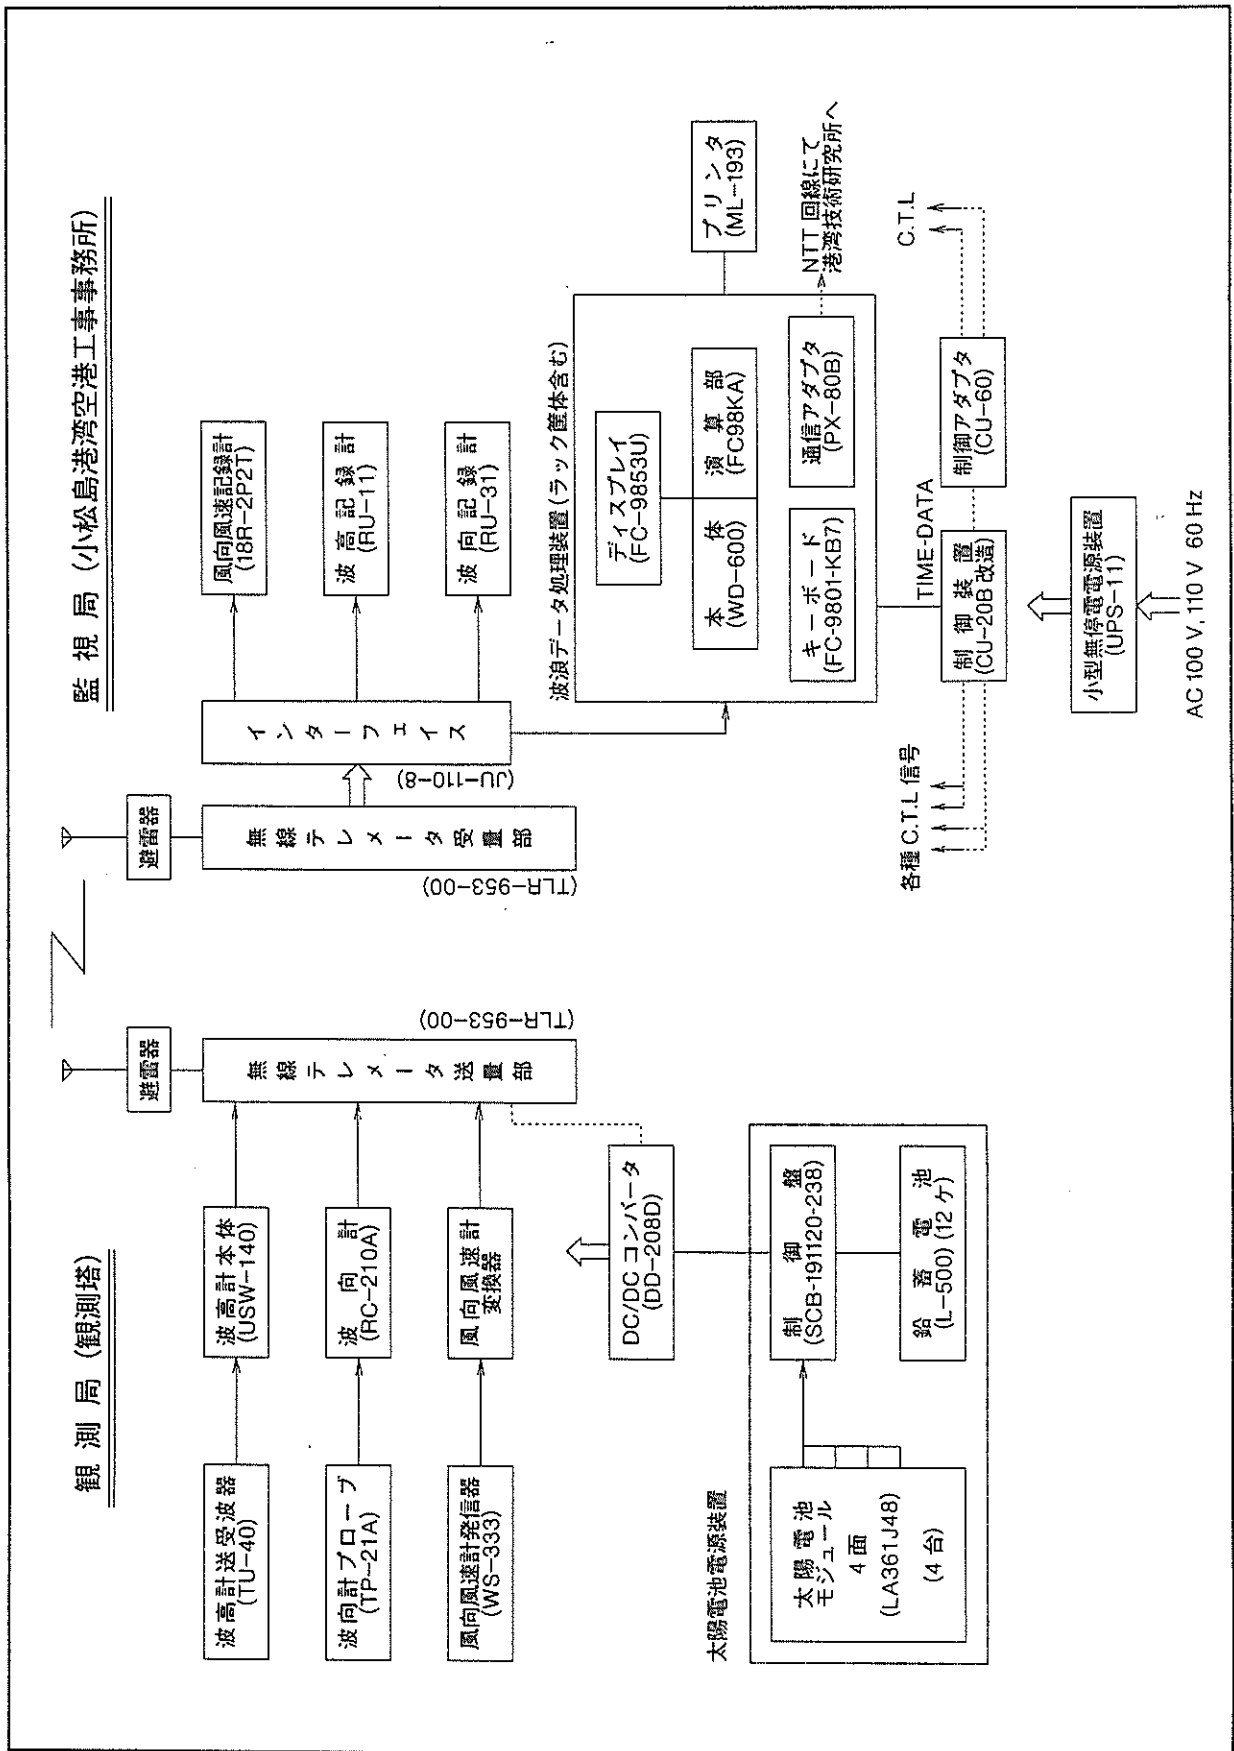 観測局 (観測塔)
監視局 (小松島港湾空港工事事務所)
避雷器
避雷器
波高計送受波器
(TU-40)
波高計本体
(USW-140)
波向計プローブ
(TP-21A)
波向計
(RC-210A)
風向風速計発信器
(WS-333)
風向風速計
変換器
無線テレメータ送量部
(TLR-953-00)
無線テレメータ受量部
(TLR-953-00)
インターフェイス
(JU-110-8)
風向風速記録計
(18R-2P2T)
波高記録計
(RU-11)
波向記録計
(RU-31)
DC/DC コンバータ
(DD-208D)
太陽電池電源装置
太陽電池
モジュール
4 面
(LA361J48)
(4 台)
制御盤
(SCB-191120-238)
鉛蓄電池
(L-500) (12 ケ)
波浪データ処理装置 (ラック筐体含む)
ディスプレイ
(FC-9853U)
本体
(WD-600)
演算部
(FC98KA)
キーボード
(FC-9801-KB7)
通信アダプタ
(PX-80B)
プリンタ
(ML-193)
NTT 回線にて
港湾技術研究所へ
TIME-DATA
各種 C.T.L 信号
制御装置
(CU-20B 改造)
制御アダプタ
(CU-60)
C.T.L
小型無停電電源装置
(UPS-11)
AC 100 V, 110 V 60 Hz